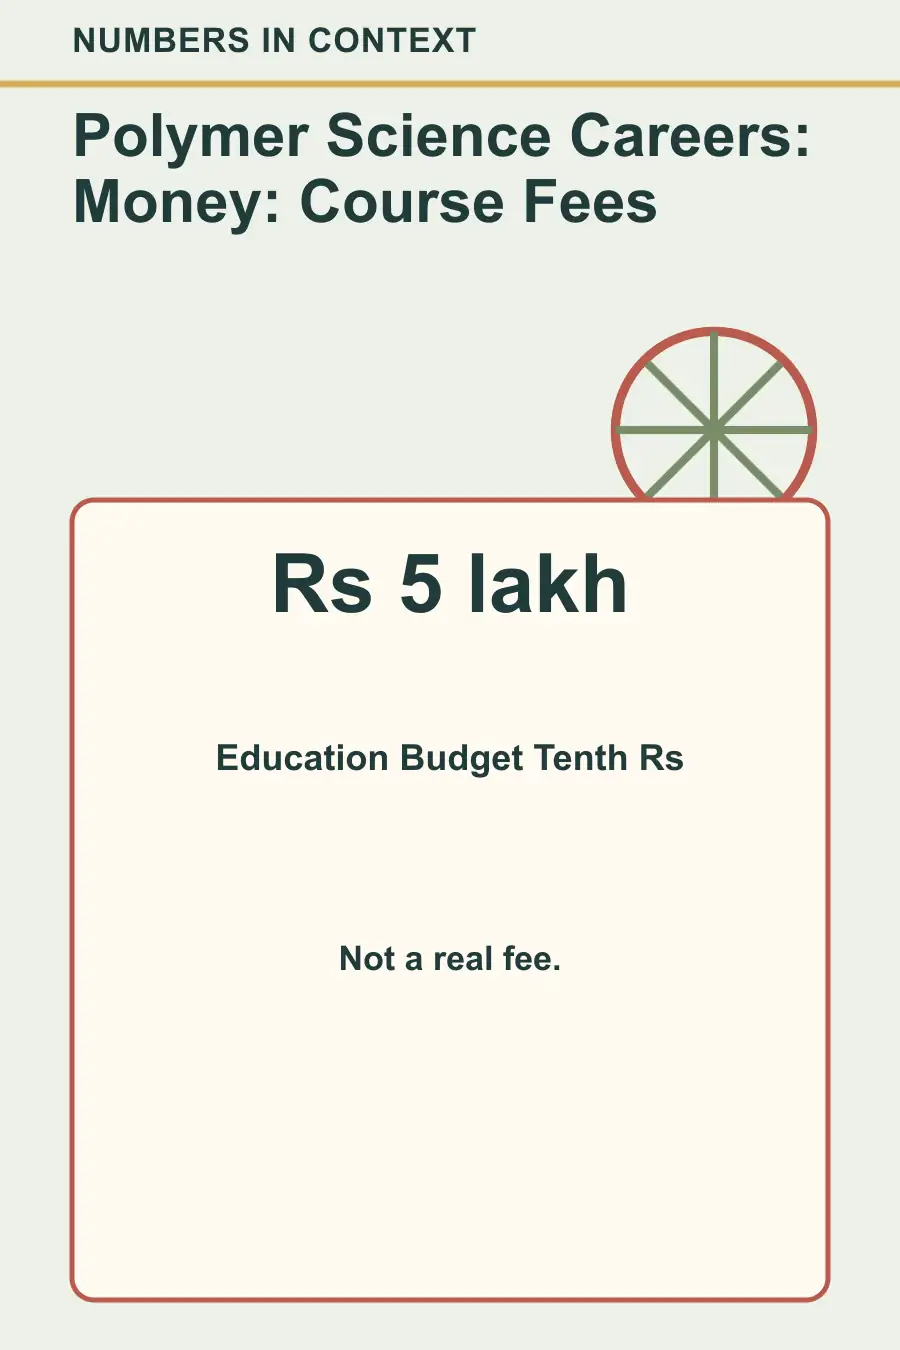 NUMBERS IN CONTEXT
Polymer Science Careers:
Money: Course Fees
Rs 5 lakh
Education Budget Tenth Rs
Not a real fee.